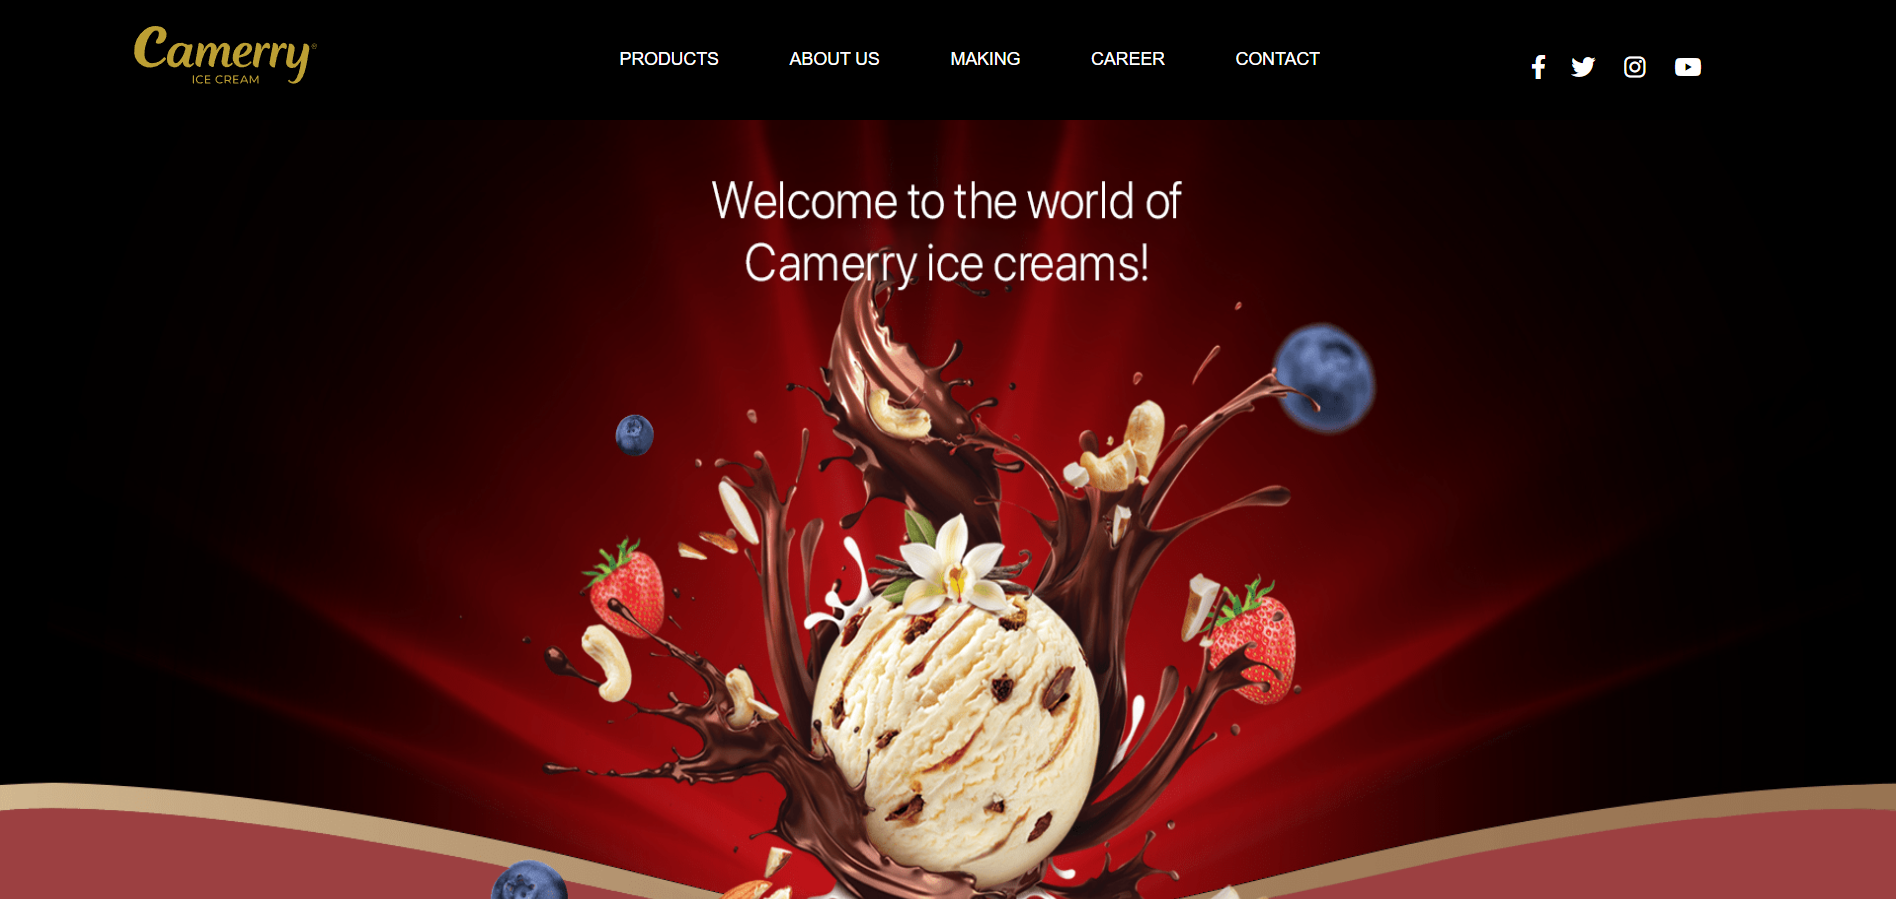 Camerry®
ICE CREAM
PRODUCTS
ABOUT US
MAKING
CAREER
CONTACT
Welcome to the world of
Camerry ice creams!